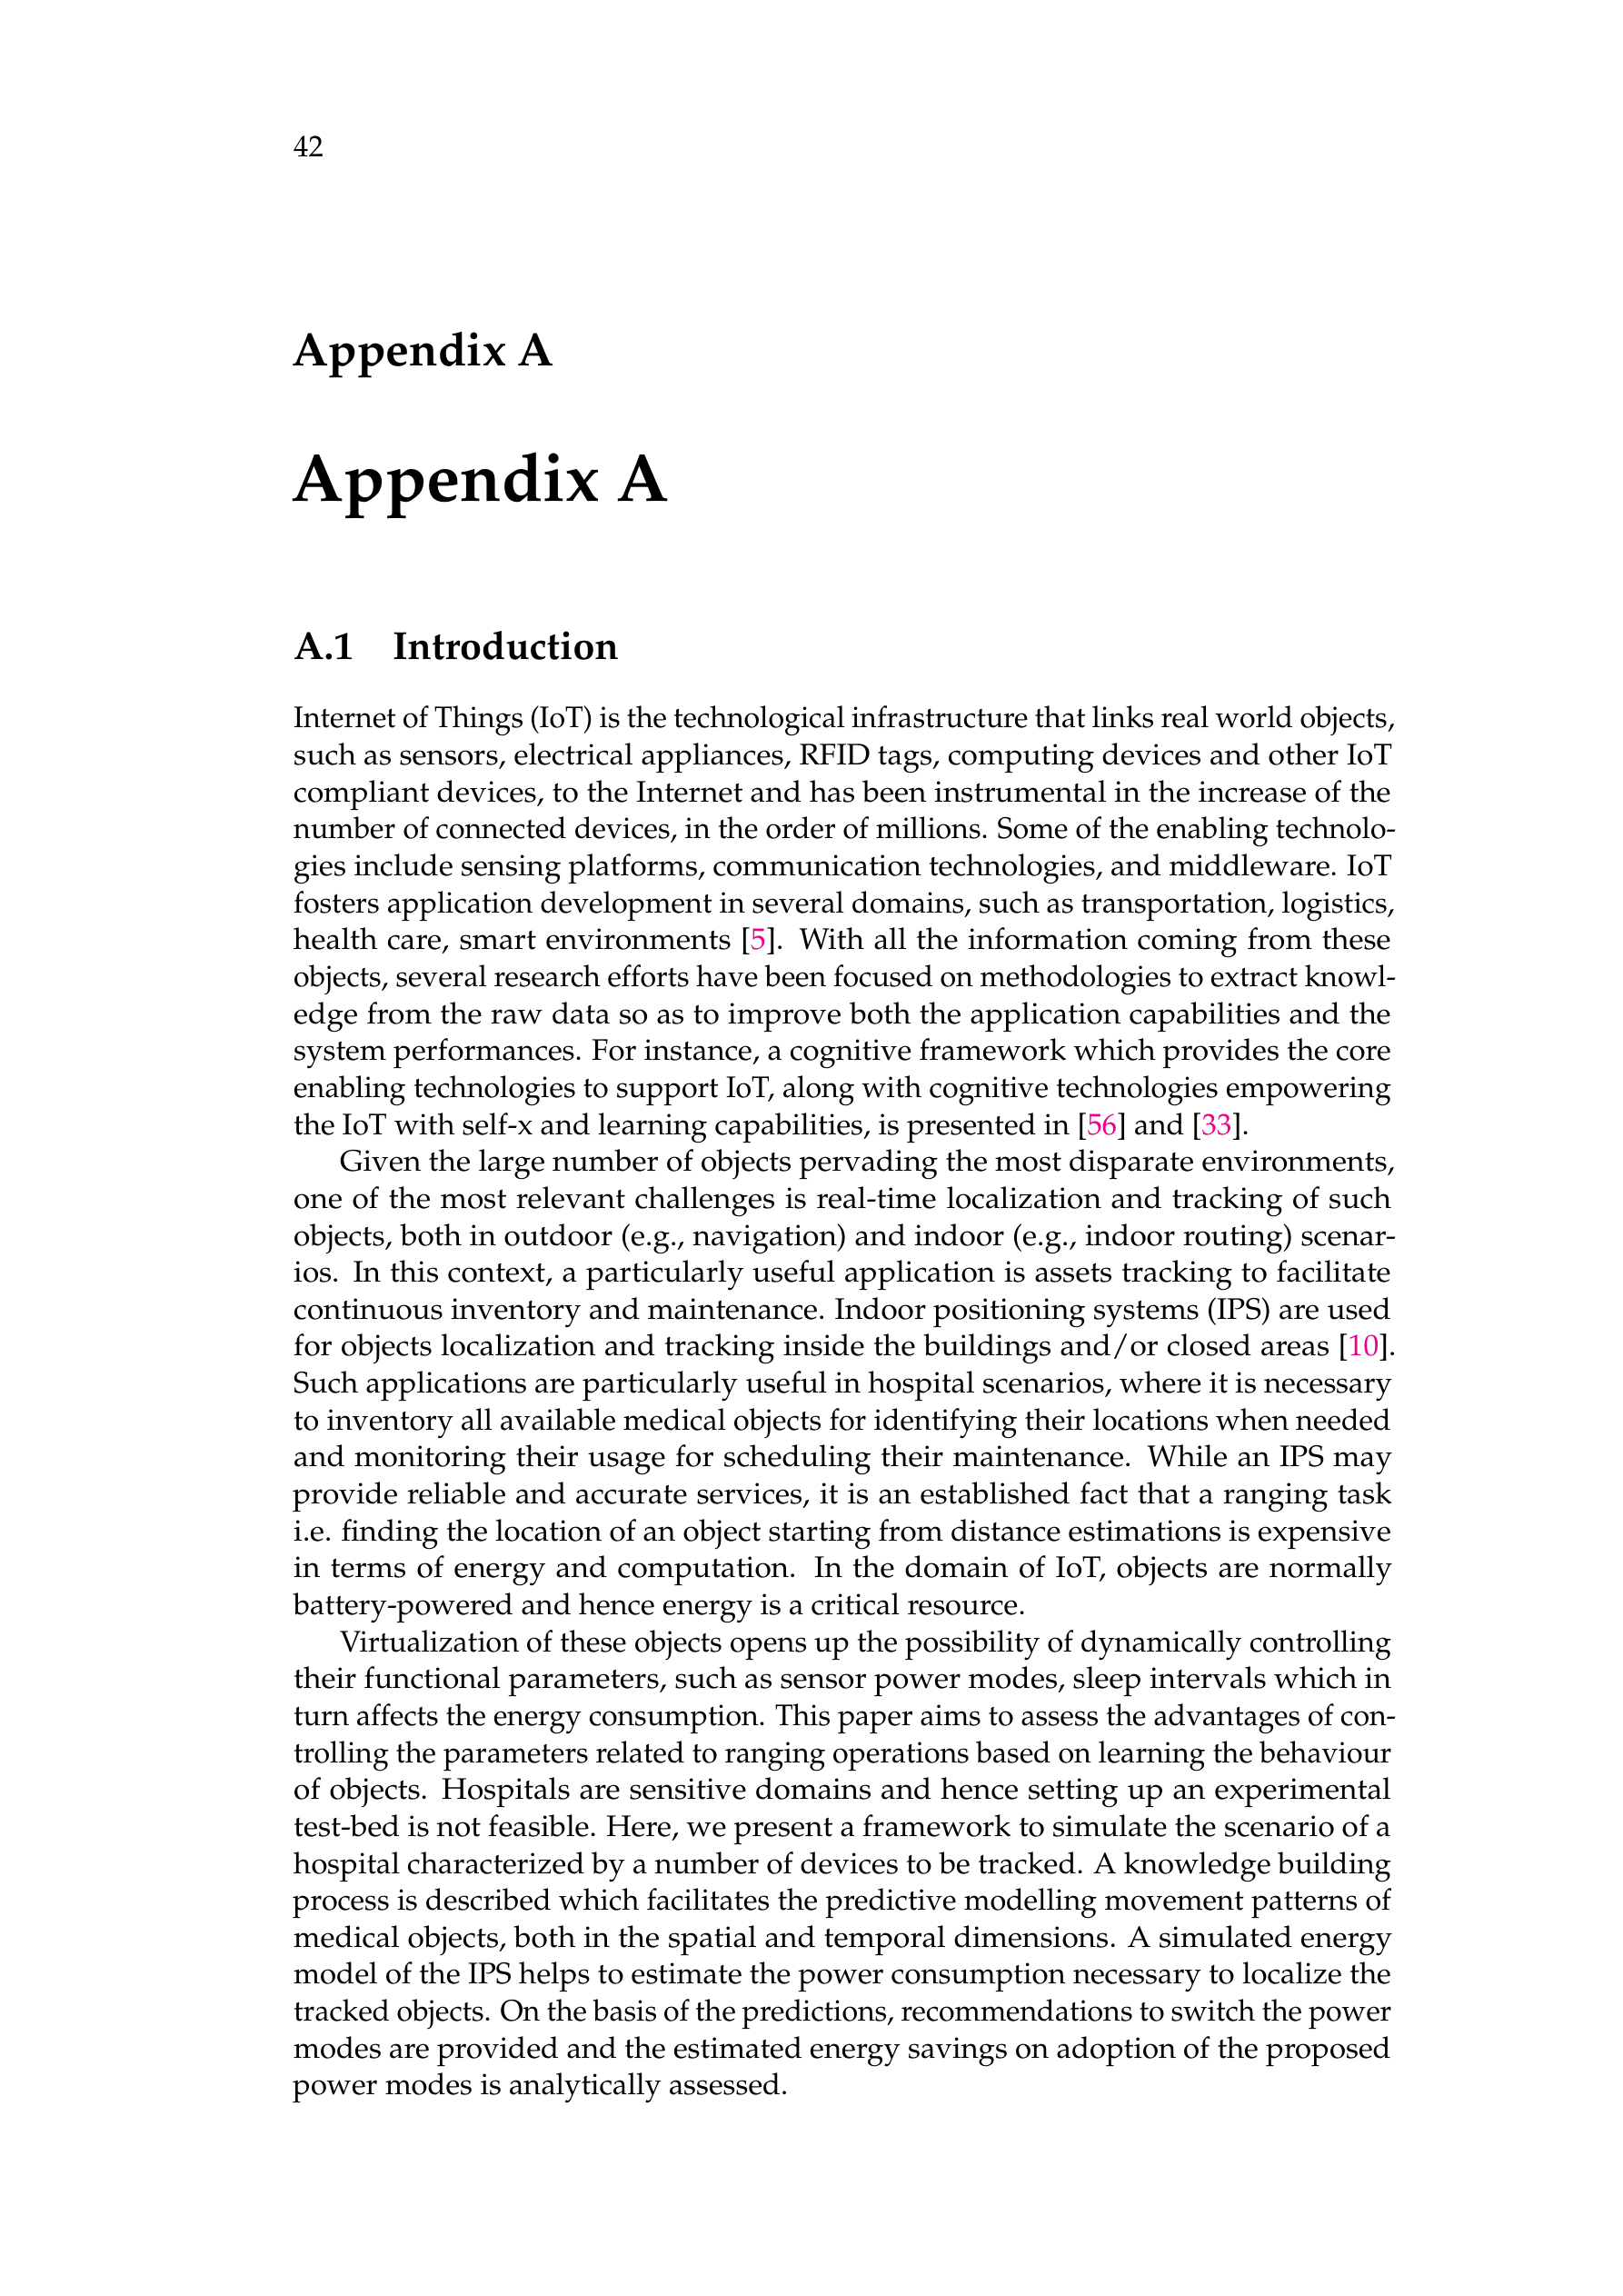 42
Appendix A
Appendix A
A.1 Introduction
Internet of Things (IoT) is the technological infrastructure that links real world objects,
such as sensors, electrical appliances, RFID tags, computing devices and other IoT
compliant devices, to the Internet and has been instrumental in the increase of the
number of connected devices, in the order of millions. Some of the enabling technolo-
gies include sensing platforms, communication technologies, and middleware. IoT
fosters application development in several domains, such as transportation, logistics,
health care, smart environments [5]. With all the information coming from these
objects, several research efforts have been focused on methodologies to extract knowl-
edge from the raw data so as to improve both the application capabilities and the
system performances. For instance, a cognitive framework which provides the core
enabling technologies to support IoT, along with cognitive technologies empowering
the IoT with self-x and learning capabilities, is presented in [56] and [33].
Given the large number of objects pervading the most disparate environments,
one of the most relevant challenges is real-time localization and tracking of such
objects, both in outdoor (e.g., navigation) and indoor (e.g., indoor routing) scenar-
ios. In this context, a particularly useful application is assets tracking to facilitate
continuous inventory and maintenance. Indoor positioning systems (IPS) are used
for objects localization and tracking inside the buildings and/or closed areas [10].
Such applications are particularly useful in hospital scenarios, where it is necessary
to inventory all available medical objects for identifying their locations when needed
and monitoring their usage for scheduling their maintenance. While an IPS may
provide reliable and accurate services, it is an established fact that a ranging task
i.e. finding the location of an object starting from distance estimations is expensive
in terms of energy and computation. In the domain of IoT, objects are normally
battery-powered and hence energy is a critical resource.
Virtualization of these objects opens up the possibility of dynamically controlling
their functional parameters, such as sensor power modes, sleep intervals which in
turn affects the energy consumption. This paper aims to assess the advantages of con-
trolling the parameters related to ranging operations based on learning the behaviour
of objects. Hospitals are sensitive domains and hence setting up an experimental
test-bed is not feasible. Here, we present a framework to simulate the scenario of a
hospital characterized by a number of devices to be tracked. A knowledge building
process is described which facilitates the predictive modelling movement patterns of
medical objects, both in the spatial and temporal dimensions. A simulated energy
model of the IPS helps to estimate the power consumption necessary to localize the
tracked objects. On the basis of the predictions, recommendations to switch the power
modes are provided and the estimated energy savings on adoption of the proposed
power modes is analytically assessed.